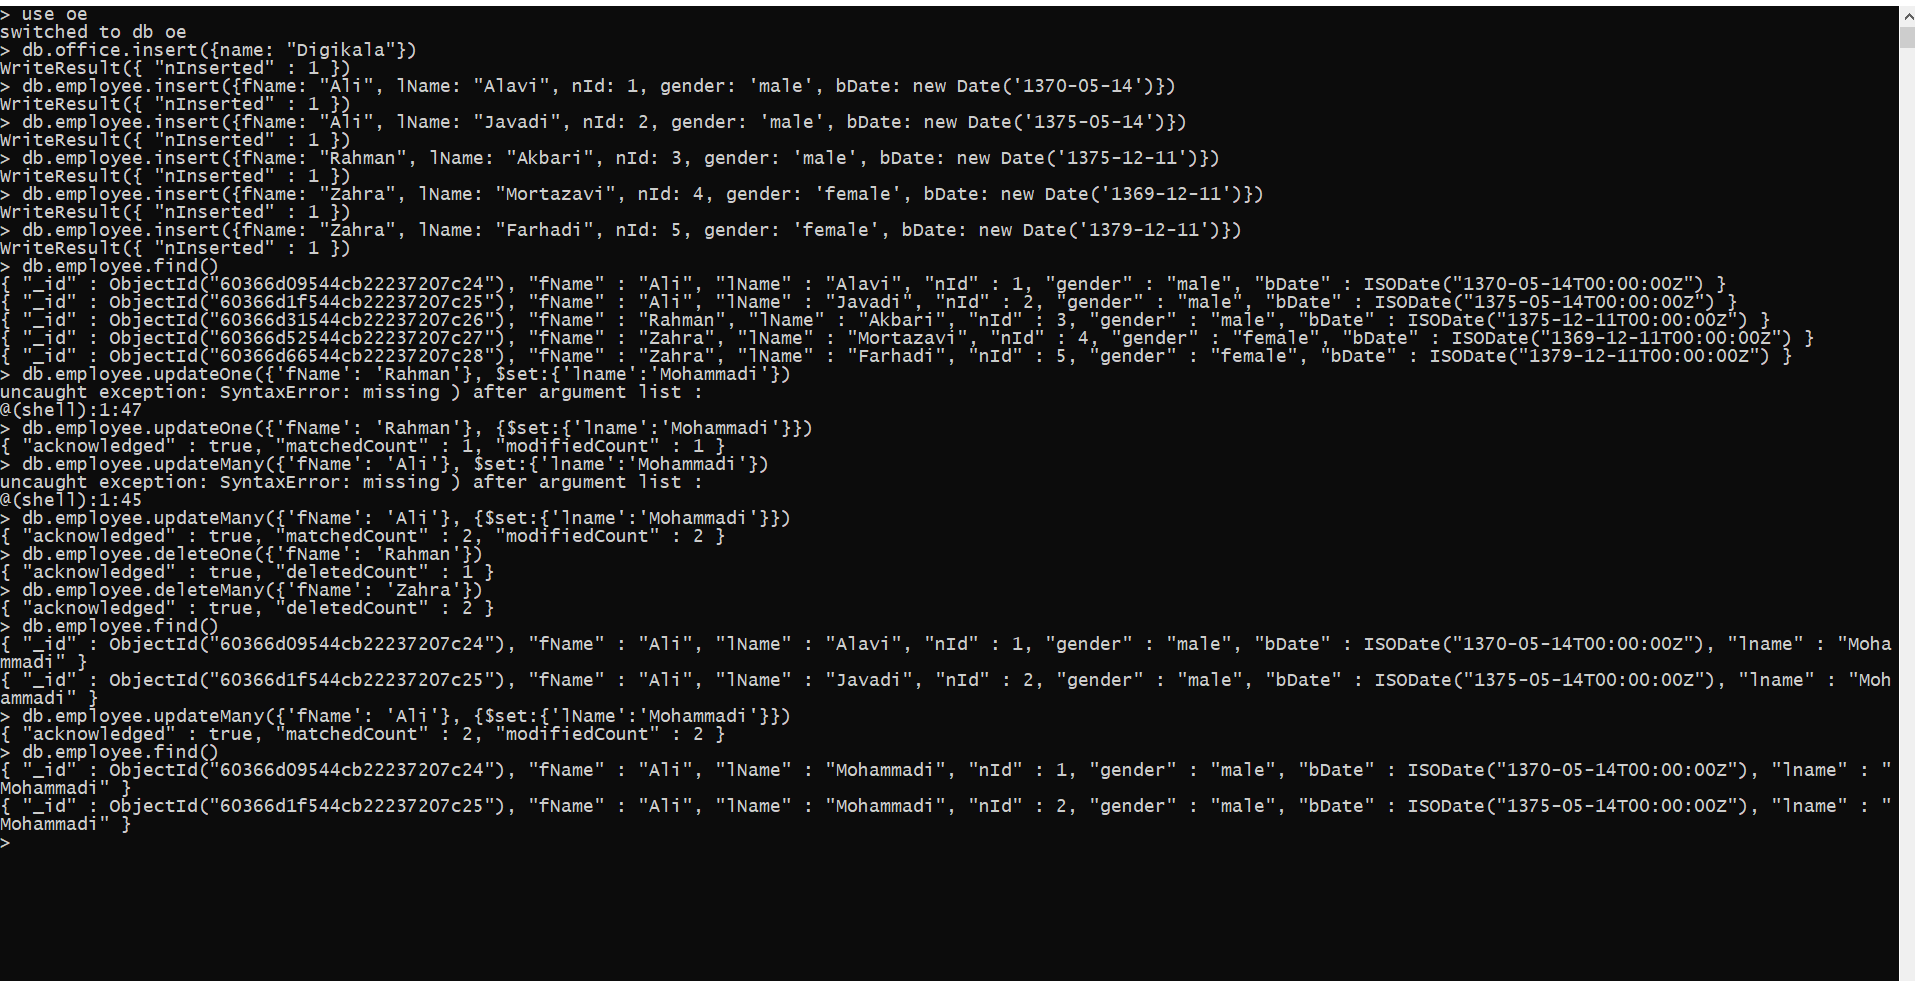 > use oe
switched to db oe
> db.office.insert({name: "Digikala"})
WriteResult({ "nInserted" : 1 })
> db.employee.insert({fName: "Ali", lName: "Alavi", nId: 1, gender: 'male', bDate: new Date('1370-05-14')})
WriteResult({ "nInserted" : 1 })
> db.employee.insert({fName: "Ali", lName: "Javadi", nId: 2, gender: 'male', bDate: new Date('1375-05-14')})
WriteResult({ "nInserted" : 1 })
> db.employee.insert({fName: "Rahman", lName: "Akbari", nId: 3, gender: 'male', bDate: new Date('1375-12-11')})
WriteResult({ "nInserted" : 1 })
> db.employee.insert({fName: "Zahra", lName: "Mortazavi", nId: 4, gender: 'female', bDate: new Date('1369-12-11')})
WriteResult({ "nInserted" : 1 })
> db.employee.insert({fName: "Zahra", lName: "Farhadi", nId: 5, gender: 'female', bDate: new Date('1379-12-11')})
WriteResult({ "nInserted" : 1 })
> db.employee.find()
{ "_id" : ObjectId("60366d09544cb22237207c24"), "fName" : "Ali", "lName" : "Alavi", "nId" : 1, "gender" : "male", "bDate" : ISODate("1370-05-14T00:00:00Z") }
{ "_id" : ObjectId("60366d1f544cb22237207c25"), "fName" : "Ali", "lName" : "Javadi", "nId" : 2, "gender" : "male", "bDate" : ISODate("1375-05-14T00:00:00Z") }
{ "_id" : ObjectId("60366d31544cb22237207c26"), "fName" : "Rahman", "lName" : "Akbari", "nId" : 3, "gender" : "male", "bDate" : ISODate("1375-12-11T00:00:00Z") }
{ "_id" : ObjectId("60366d52544cb22237207c27"), "fName" : "Zahra", "lName" : "Mortazavi", "nId" : 4, "gender" : "female", "bDate" : ISODate("1369-12-11T00:00:00Z") }
{ "_id" : ObjectId("60366d66544cb22237207c28"), "fName" : "Zahra", "lName" : "Farhadi", "nId" : 5, "gender" : "female", "bDate" : ISODate("1379-12-11T00:00:00Z") }
> db.employee.updateOne({'fName': 'Rahman'}, $set:{'lname':'Mohammadi'})
uncaught exception: SyntaxError: missing ) after argument list :
@(shell):1:47
> db.employee.updateOne({'fName': 'Rahman'}, {$set:{'lname':'Mohammadi'}})
{ "acknowledged" : true, "matchedCount" : 1, "modifiedCount" : 1 }
> db.employee.updateMany({'fName': 'Ali'}, $set:{'lname':'Mohammadi'})
uncaught exception: SyntaxError: missing ) after argument list :
@(shell):1:45
> db.employee.updateMany({'fName': 'Ali'}, {$set:{'lname':'Mohammadi'}})
{ "acknowledged" : true, "matchedCount" : 2, "modifiedCount" : 2 }
> db.employee.deleteOne({'fName': 'Rahman'})
{ "acknowledged" : true, "deletedCount" : 1 }
> db.employee.deleteMany({'fName': 'Zahra'})
{ "acknowledged" : true, "deletedCount" : 2 }
> db.employee.find()
{ "_id" : ObjectId("60366d09544cb22237207c24"), "fName" : "Ali", "lName" : "Alavi", "nId" : 1, "gender" : "male", "bDate" : ISODate("1370-05-14T00:00:00Z"), "lname" : "Moha
mmadi" }
{ "_id" : ObjectId("60366d1f544cb22237207c25"), "fName" : "Ali", "lName" : "Javadi", "nId" : 2, "gender" : "male", "bDate" : ISODate("1375-05-14T00:00:00Z"), "lname" : "Moh
ammadi" }
> db.employee.updateMany({'fName': 'Ali'}, {$set:{'lName':'Mohammadi'}})
{ "acknowledged" : true, "matchedCount" : 2, "modifiedCount" : 2 }
> db.employee.find()
{ "_id" : ObjectId("60366d09544cb22237207c24"), "fName" : "Ali", "lName" : "Mohammadi", "nId" : 1, "gender" : "male", "bDate" : ISODate("1370-05-14T00:00:00Z"), "lname" : "
Mohammadi" }
{ "_id" : ObjectId("60366d1f544cb22237207c25"), "fName" : "Ali", "lName" : "Mohammadi", "nId" : 2, "gender" : "male", "bDate" : ISODate("1375-05-14T00:00:00Z"), "lname" : "
Mohammadi" }
>